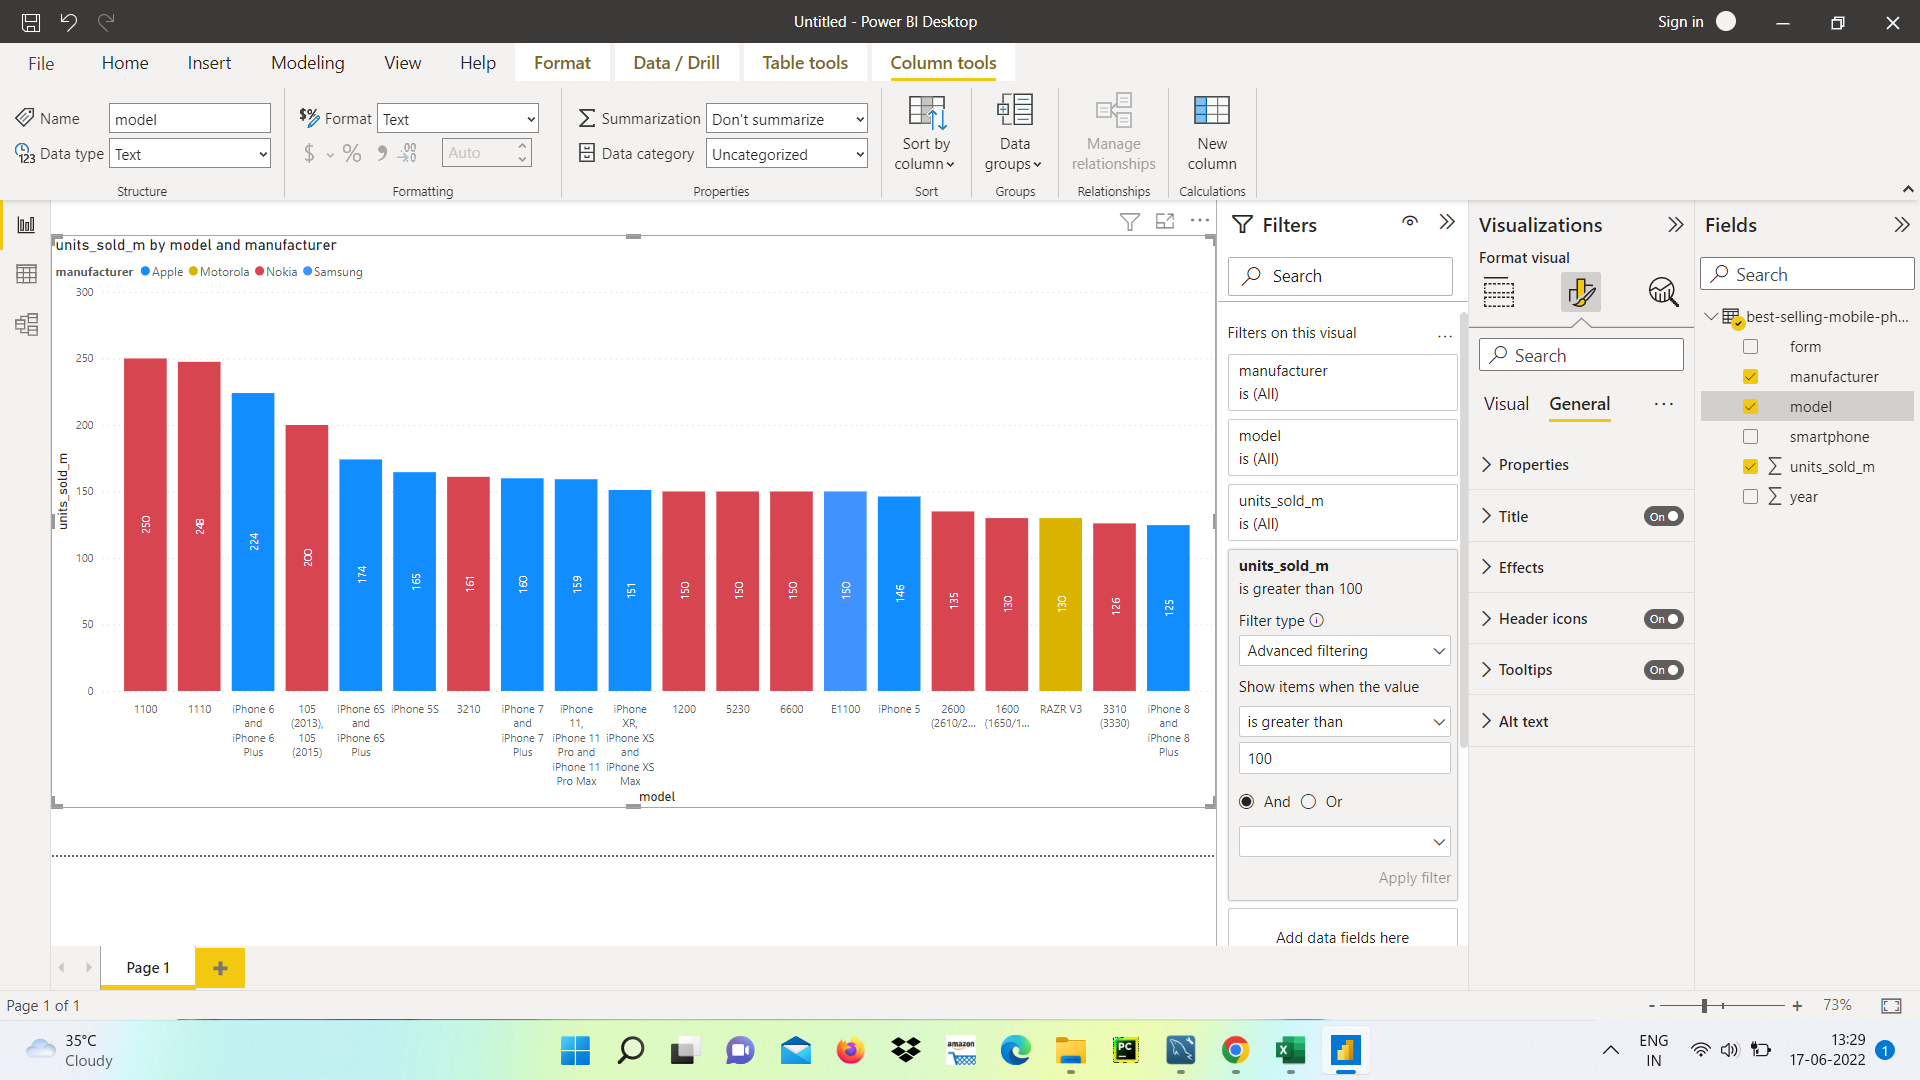 Untitled - Power BI Desktop
Sign in
File Home Insert Modeling View Help Format Data / Drill Table tools Column tools
Name model
Data type Text
Structure
Format Text
$ % 9 .00
Auto
Formatting
Summarization Don't summarize
Data category Uncategorized
Properties
Sort by
column
Sort
Data
groups
Groups
Manage
relationships
Relationships
New
column
Calculations
units_sold_m by model and manufacturer
manufacturer Apple Motorola Nokia Samsung
300
250
200
150
100
50
0
units_sold_m
250 248 224 200 174 165 161 160 159 151 150 150 150 150 146 135 130 130 126 125
1100
1110
iPhone 6
and
iPhone 6
Plus
105
(2013),
105
(2015)
iPhone 6S
and
iPhone 6S
Plus
iPhone 5S
3210
iPhone 7
and
iPhone 7
Plus
iPhone
11,
iPhone 11
Pro and
iPhone 11
Pro Max
iPhone
XR,
iPhone XS
and
iPhone XS
Max
1200
5230
6600
E1100
iPhone 5
2600
(2610/2...
1600
(1650/1...
RAZR V3
3310
(3330)
iPhone 8
and
iPhone 8
Plus
model
Filters
Search
Filters on this visual ...
manufacturer
is (All)
model
is (All)
units_sold_m
is (All)
units_sold_m
is greater than 100
Filter type
Advanced filtering
Show items when the value
is greater than
100
And Or
Apply filter
Add data fields here
Visualizations
Format visual
Search
Visual General ...
Properties
Title On
Effects
Header icons On
Tooltips On
Alt text
Fields
Search
best-selling-mobile-ph...
form
manufacturer
model
smartphone
units_sold_m
year
Page 1 +
Page 1 of 1
- + 73%
35°C
Cloudy
amazon
PC
ENG
IN
13:29
17-06-2022
1